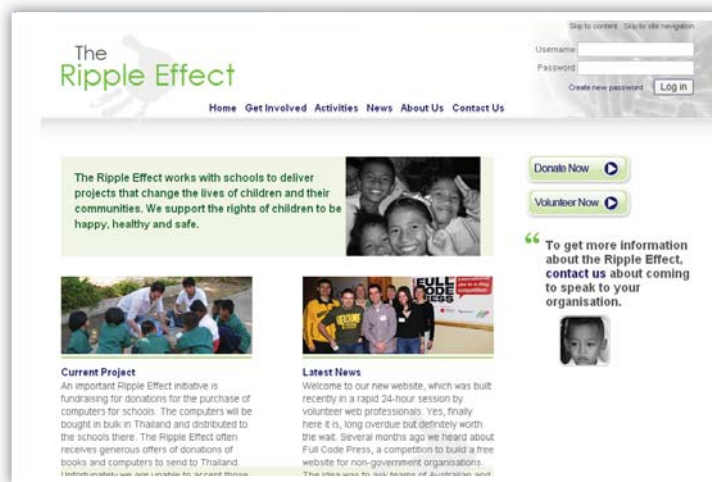 Skip to content Skip to site navigation
The
Ripple Effect
Username
Password
Create new password Log in
Home Get Involved Activities News About Us Contact Us
The Ripple Effect works with schools to deliver
projects that change the lives of children and their
communities. We support the rights of children to be
happy, healthy and safe.
Donate Now
Volunteer Now
“ To get more information
about the Ripple Effect,
contact us about coming
to speak to your
organisation.
FULL
CODE
PRESS
Current Project
An important Ripple Effect initiative is
fundraising for donations for the purchase of
computers for schools. The computers will be
bought in bulk in Thailand and distributed to
the schools there. The Ripple Effect often
receives generous offers of donations of
books and computers to send to Thailand.
Unfortunately we are unable to accept those
Latest News
Welcome to our new website, which was built
recently in a rapid 24-hour session by
volunteer web professionals. Yes, finally
here it is, long overdue but definitely worth
the wait. Several months ago we heard about
Full Code Press, a competition to build a free
website for non-government organisations.
The idea was to ask teams of Australian and